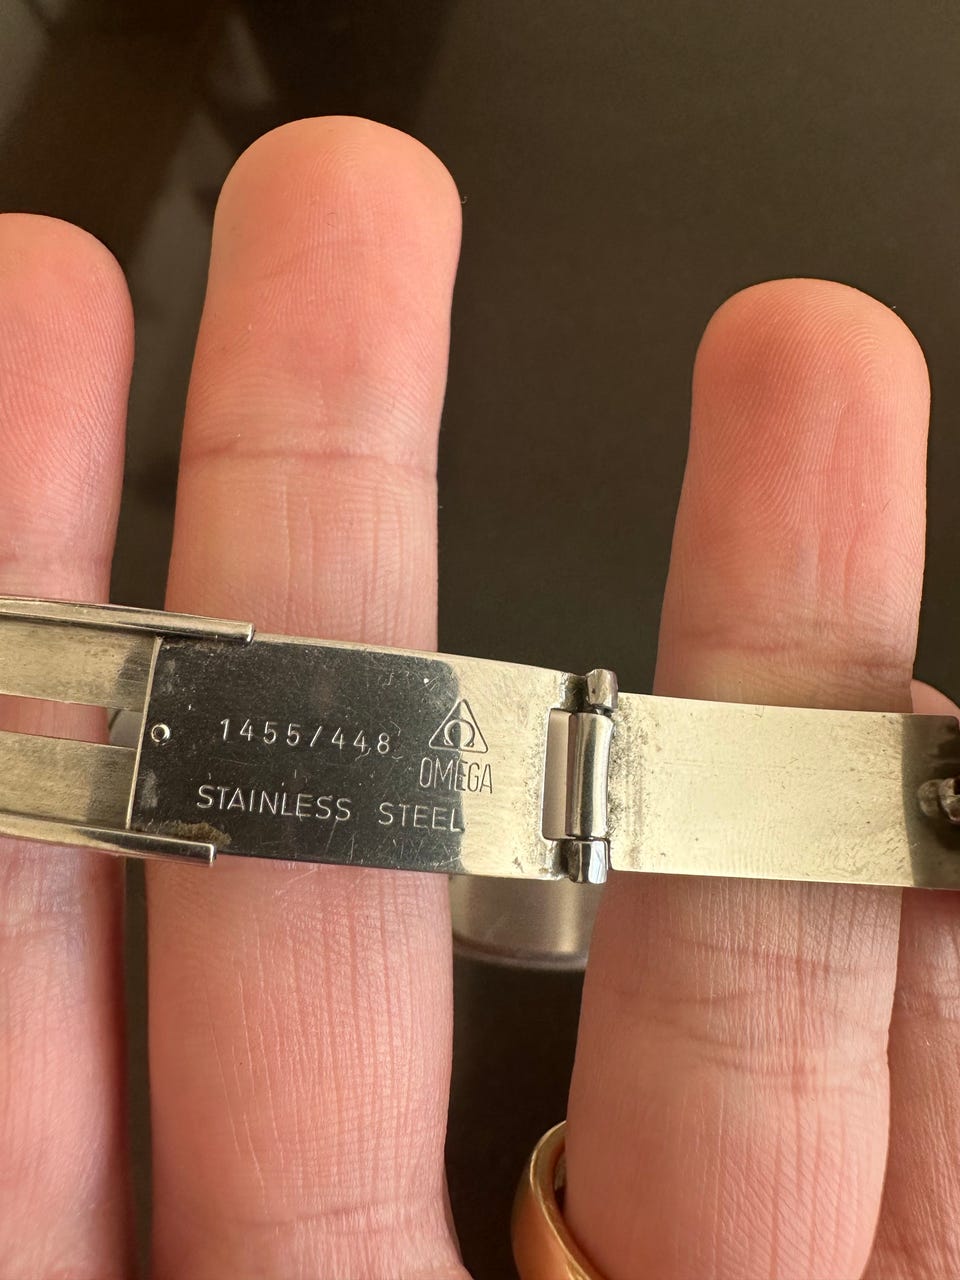 1455/448
Ω
OMEGA
STAINLESS STEEL